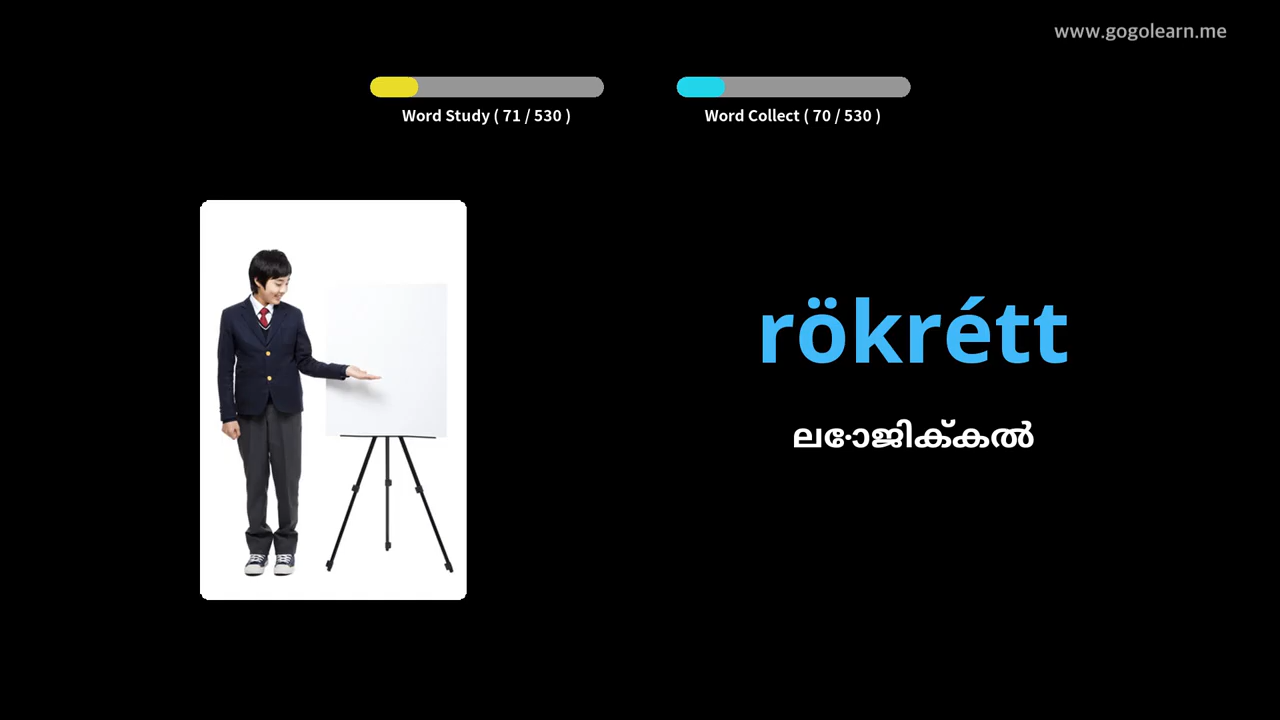 www.gogolearn.me
Word Study ( 71 / 530 )
Word Collect ( 70 / 530 )
rökrétt
ലോജിക്കൽ